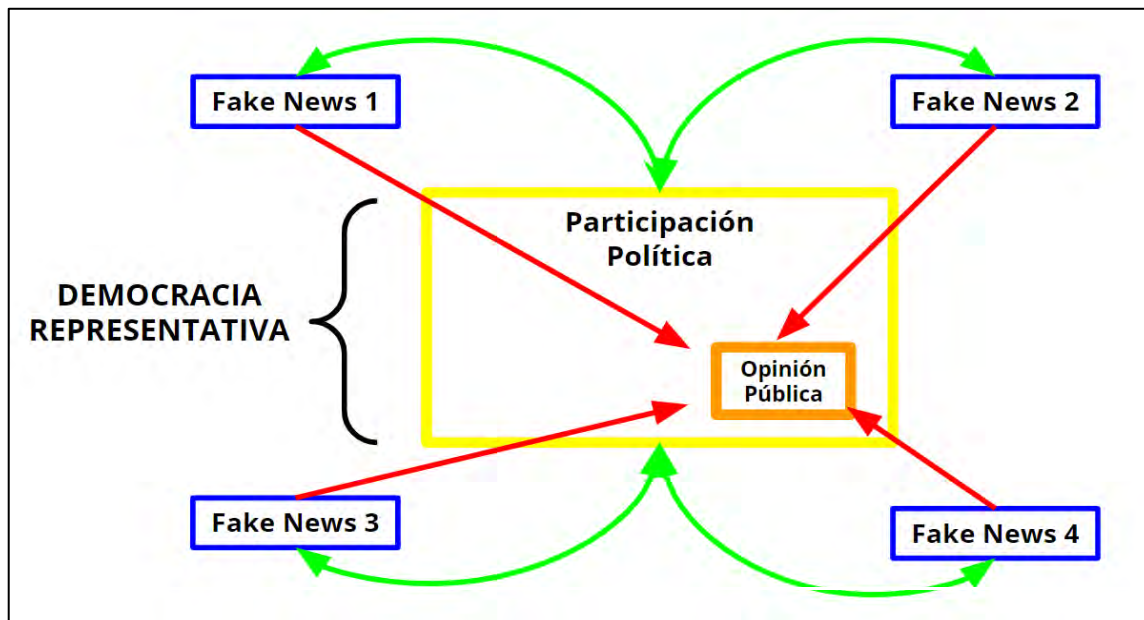 Fake News 1
Fake News 2
Participación
Política
DEMOCRACIA
REPRESENTATIVA
Opinión
Pública
Fake News 3
Fake News 4